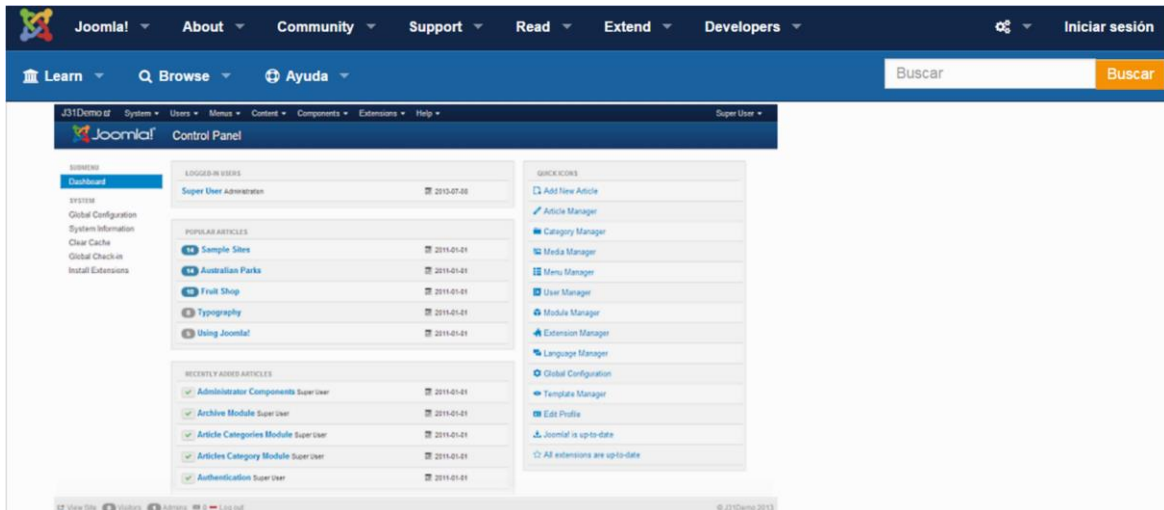 Joomla! About Community Support Read Extend Developers Iniciar sesión
Learn Browse Ayuda Buscar Buscar
J31Demo System Users Menus Content Components Extensions Help Super User
Joomla! Control Panel
SUBMENU
Dashboard
SYSTEM
Global Configuration
System Information
Clear Cache
Global Check-in
Install Extensions
LOGGED-IN USERS
Super User Administration 2013-07-08
POPULAR ARTICLES
14 Sample Sites 2011-01-01
14 Australian Parks 2011-01-01
Fruit Shop 2011-01-01
Typography 2011-01-01
Using Joomla! 2011-01-01
RECENTLY ADDED ARTICLES
Administrator Components Super User 2011-01-01
Archive Module Super User 2011-01-01
Article Categories Module Super User 2011-01-01
Articles Category Module Super User 2011-01-01
Authentication Super User 2011-01-01
QUICK ICONS
Add New Article
Article Manager
Category Manager
Media Manager
Menu Manager
User Manager
Module Manager
Extension Manager
Language Manager
Global Configuration
Template Manager
Edit Profile
Joomla! is up-to-date
All extensions are up-to-date
View Site Visitors Admins 0 Log out © J31Demo 2013